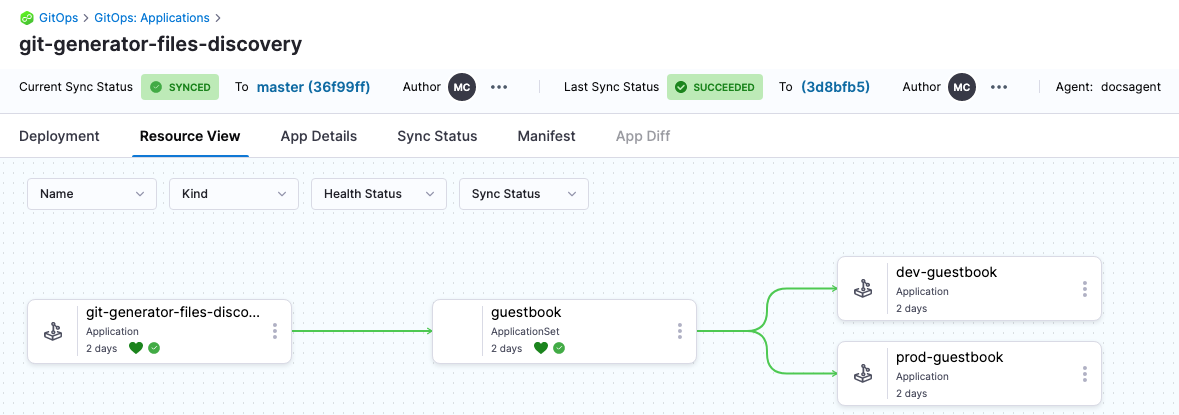 GitOps > GitOps: Applications >
git-generator-files-discovery
Current Sync Status SYNCED To master (36f99ff) Author MC Last Sync Status SUCCEEDED To (3d8bfb5) Author MC Agent: docsagent
Deployment Resource View App Details Sync Status Manifest App Diff
Name Kind Health Status Sync Status
git-generator-files-disco...
Application
2 days
guestbook
ApplicationSet
2 days
dev-guestbook
Application
2 days
prod-guestbook
Application
2 days